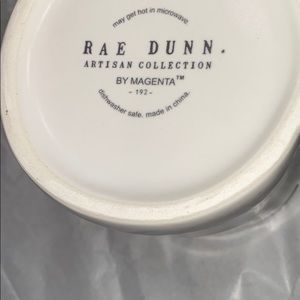 may get hot in microwave.
RAE DUNN.
ARTISAN COLLECTION
BY MAGENTA™
- 192 -
dishwasher safe. made in china.